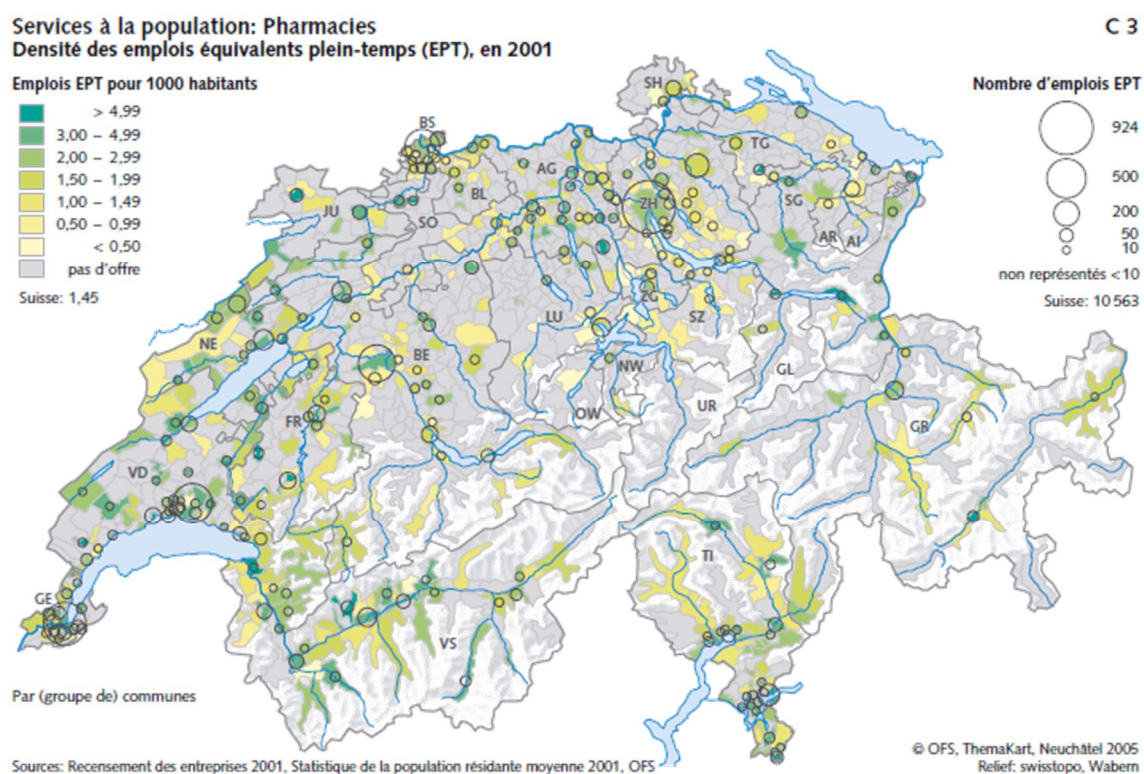 Services à la population: Pharmacies
Densité des emplois équivalents plein-temps (EPT), en 2001
C 3
Emplois EPT pour 1000 habitants
> 4,99
3,00 – 4,99
2,00 – 2,99
1,50 – 1,99
1,00 – 1,49
0,50 – 0,99
< 0,50
pas d'offre
Suisse: 1,45
Nombre d'emplois EPT
924
500
200
50
10
non représentés <10
Suisse: 10 563
SH
BS
TG
AG
BL
JU
SO
ZH
SG
AR
AI
ZG
LU
SZ
NE
BE
NW
GL
OW
UR
FR
GR
VD
TI
GE
VS
Par (groupe de) communes
© OFS, ThemaKart, Neuchâtel 2005
Sources: Recensement des entreprises 2001, Statistique de la population résidante moyenne 2001, OFS
Relief: swisstopo, Wabern